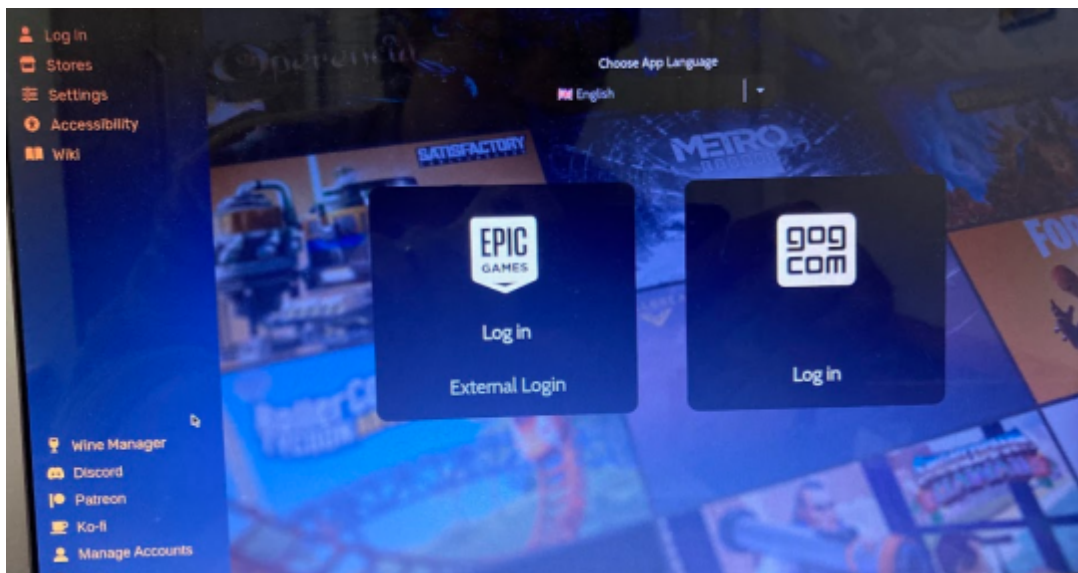 Log in
Stores
Settings
Accessibility
Wiki
Choose App Language
English
SATISFACTORY
METRO
EPIC
GAMES
Log in
External Login
gog
com
Log in
Wine Manager
Discord
Patreon
Ko-fi
Manage Accounts